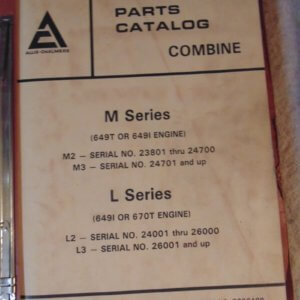 PARTS
CATALOG
COMBINE
ALLIS-CHALMERS
M Series
(649T OR 649I ENGINE)
M2 – SERIAL NO. 23801 thru 24700
M3 – SERIAL NO. 24701 and up
L Series
(649I OR 670T ENGINE)
L2 – SERIAL NO. 24001 thru 26000
L3 – SERIAL NO. 26001 and up